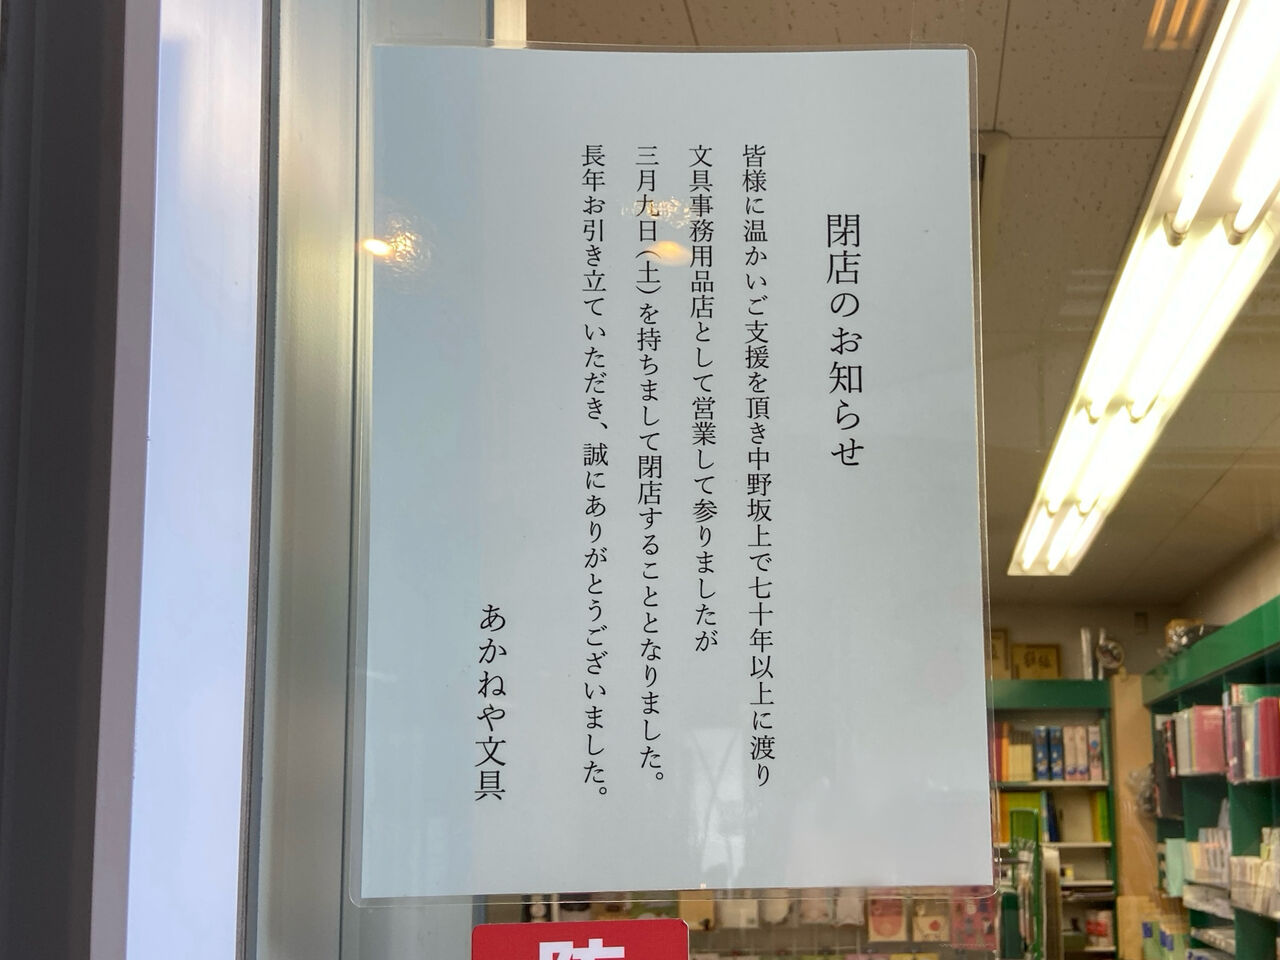 閉店のお知らせ
皆様に温かいご支援を頂き中野坂上で七十年以上に渡り
文具事務用品店として営業して参りましたが
三月九日(土)を持ちまして閉店することとなりました。
長年お引き立ていただき、誠にありがとうございました。
あかねや文具